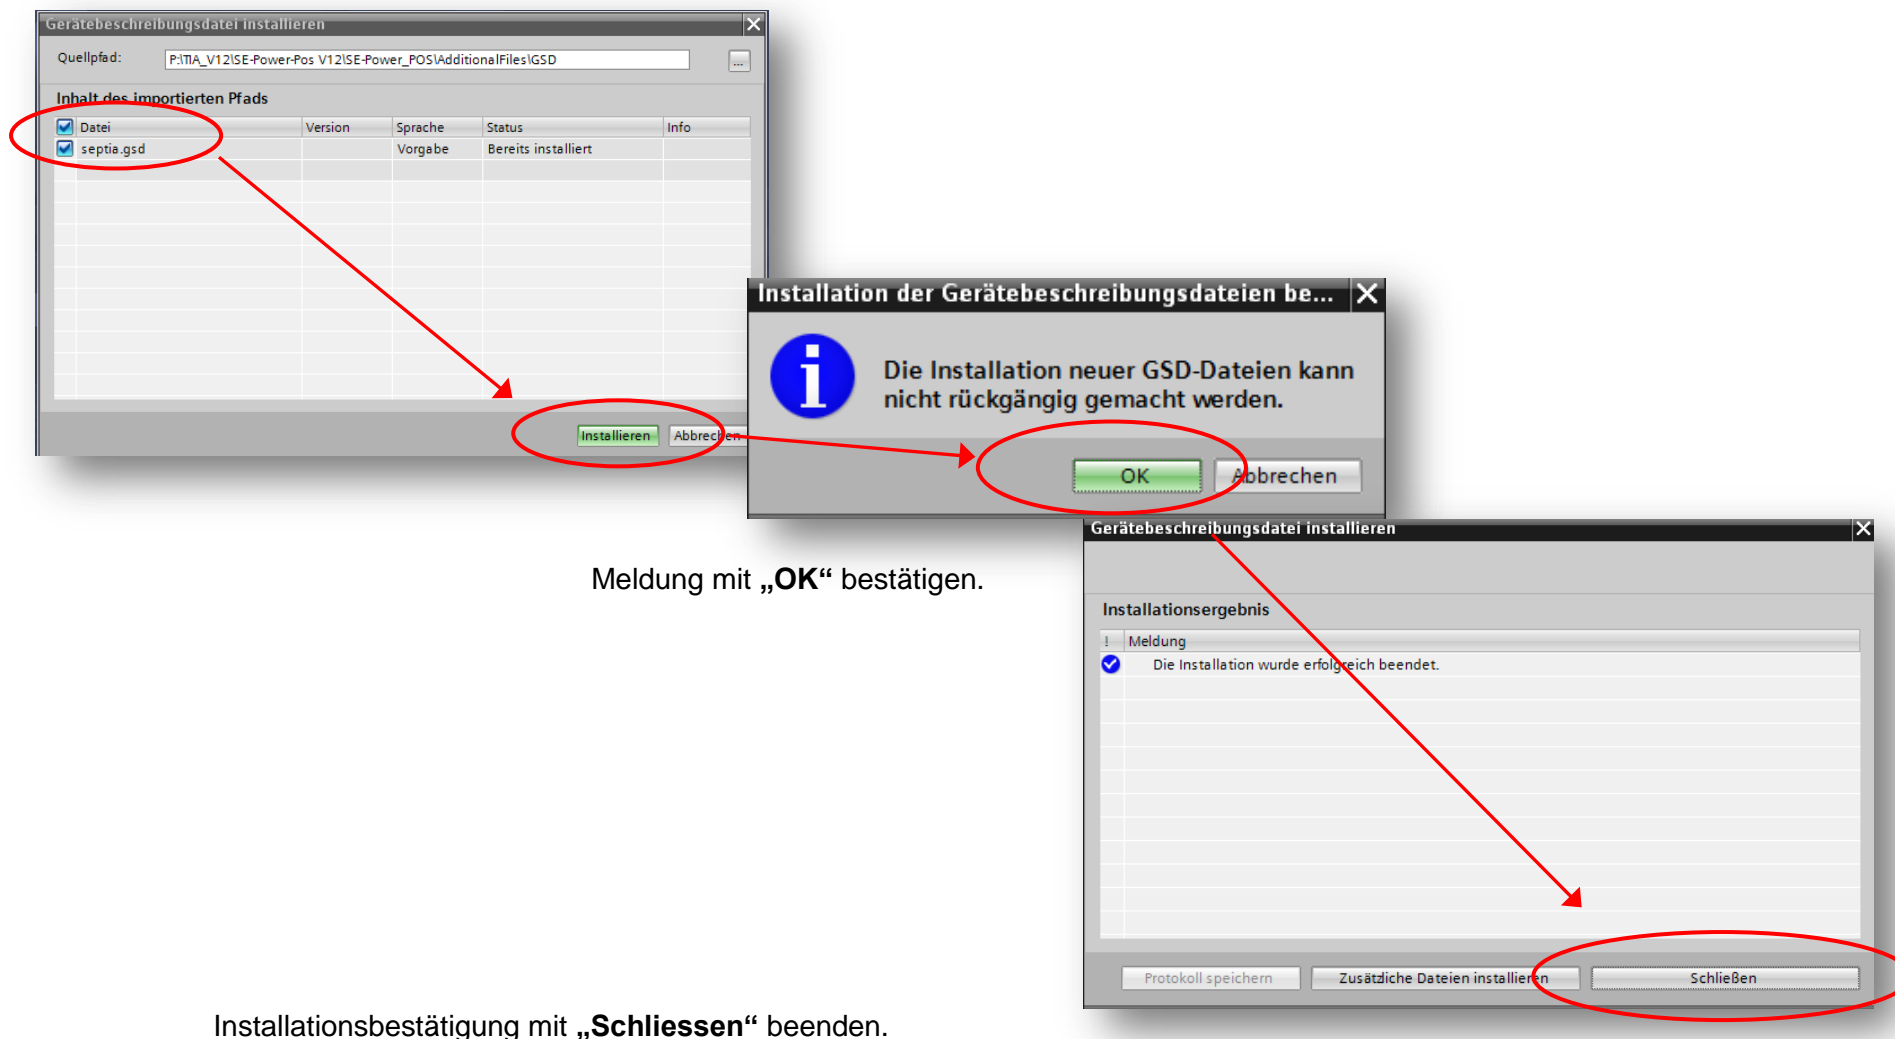 Gerätebeschreibungsdatei installieren
Quellpfad: P:\TIA_V12\SE-Power-Pos V12\SE-Power_POS\AdditionalFiles\GSD ...
Inhalt des importierten Pfads
Datei Version Sprache Status Info
septia.gsd Vorgabe Bereits installiert
Installieren Abbrechen
Installation der Gerätebeschreibungsdateien be...
Die Installation neuer GSD-Dateien kann
nicht rückgängig gemacht werden.
OK Abbrechen
Meldung mit „OK“ bestätigen.
Gerätebeschreibungsdatei installieren
Installationsergebnis
! Meldung
Die Installation wurde erfolgreich beendet.
Protokoll speichern Zusätzliche Dateien installieren Schließen
Installationsbestätigung mit „Schliessen“ beenden.